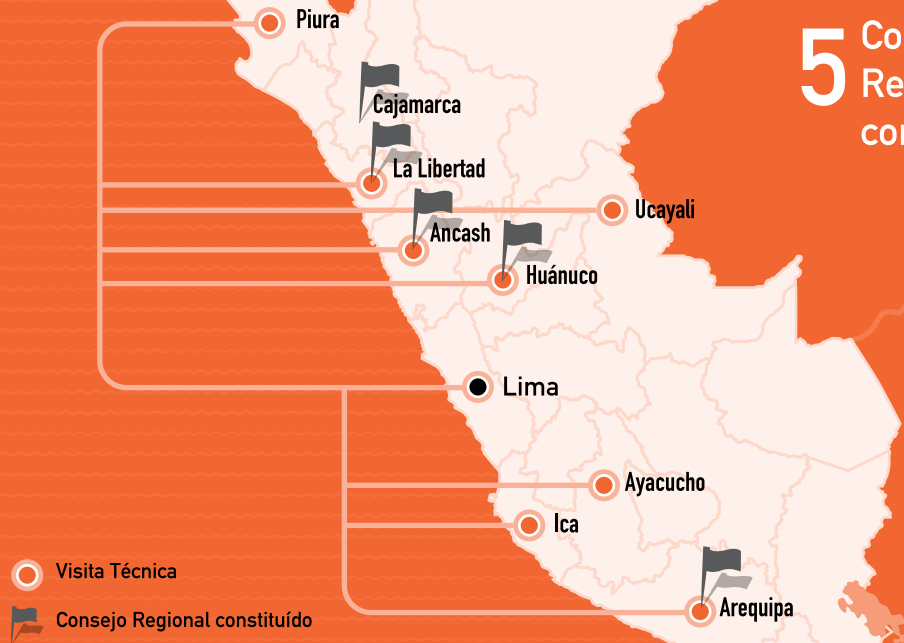 Piura
5
Cajamarca
La Libertad
Ucayali
Ancash
Huánuco
Lima
Ayacucho
Ica
Visita Técnica
Arequipa
Consejo Regional constituído